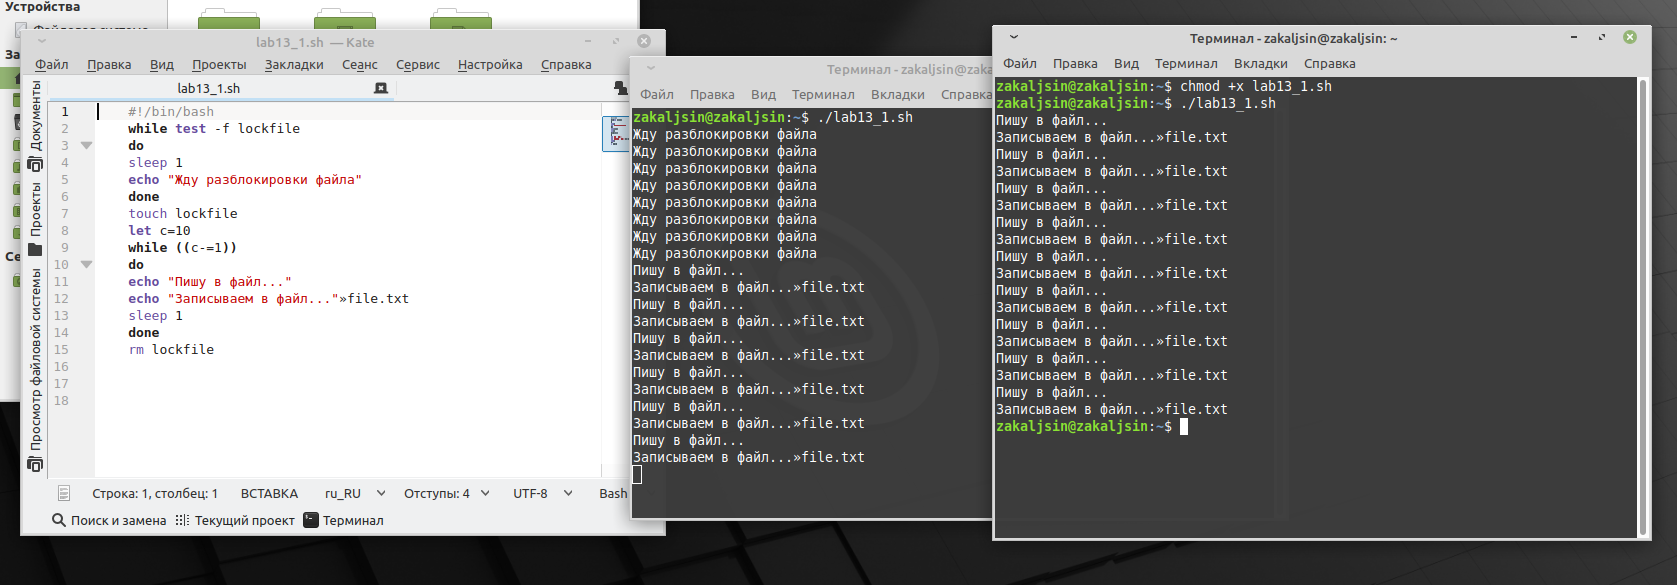 Устройства
Файловая система
За
Се
lab13_1.sh — Kate
Файл Правка Вид Проекты Закладки Сеанс Сервис Настройка Справка
lab13_1.sh
Документы
Проекты
Просмотр файловой системы
1 #!/bin/bash
2 while test -f lockfile
3 do
4 sleep 1
5 echo "Жду разблокировки файла"
6 done
7 touch lockfile
8 let c=10
9 while ((c-=1))
10 do
11 echo "Пишу в файл..."
12 echo "Записываем в файл..."»file.txt
13 sleep 1
14 done
15 rm lockfile
16
17
18
Строка: 1, столбец: 1 ВСТАВКА ru_RU Отступы: 4 UTF-8 Bash
Поиск и замена Текущий проект Терминал
Терминал - zakaljsin@zaka
Файл Правка Вид Терминал Вкладки Справка
zakaljsin@zakaljsin:~$ ./lab13_1.sh
Жду разблокировки файла
Жду разблокировки файла
Жду разблокировки файла
Жду разблокировки файла
Жду разблокировки файла
Жду разблокировки файла
Жду разблокировки файла
Жду разблокировки файла
Пишу в файл...
Записываем в файл...»file.txt
Пишу в файл...
Записываем в файл...»file.txt
Пишу в файл...
Записываем в файл...»file.txt
Пишу в файл...
Записываем в файл...»file.txt
Пишу в файл...
Записываем в файл...»file.txt
Пишу в файл...
Записываем в файл...»file.txt
Терминал - zakaljsin@zakaljsin: ~
Файл Правка Вид Терминал Вкладки Справка
zakaljsin@zakaljsin:~$ chmod +x lab13_1.sh
zakaljsin@zakaljsin:~$ ./lab13_1.sh
Пишу в файл...
Записываем в файл...»file.txt
Пишу в файл...
Записываем в файл...»file.txt
Пишу в файл...
Записываем в файл...»file.txt
Пишу в файл...
Записываем в файл...»file.txt
Пишу в файл...
Записываем в файл...»file.txt
Пишу в файл...
Записываем в файл...»file.txt
Пишу в файл...
Записываем в файл...»file.txt
Пишу в файл...
Записываем в файл...»file.txt
Пишу в файл...
Записываем в файл...»file.txt
zakaljsin@zakaljsin:~$